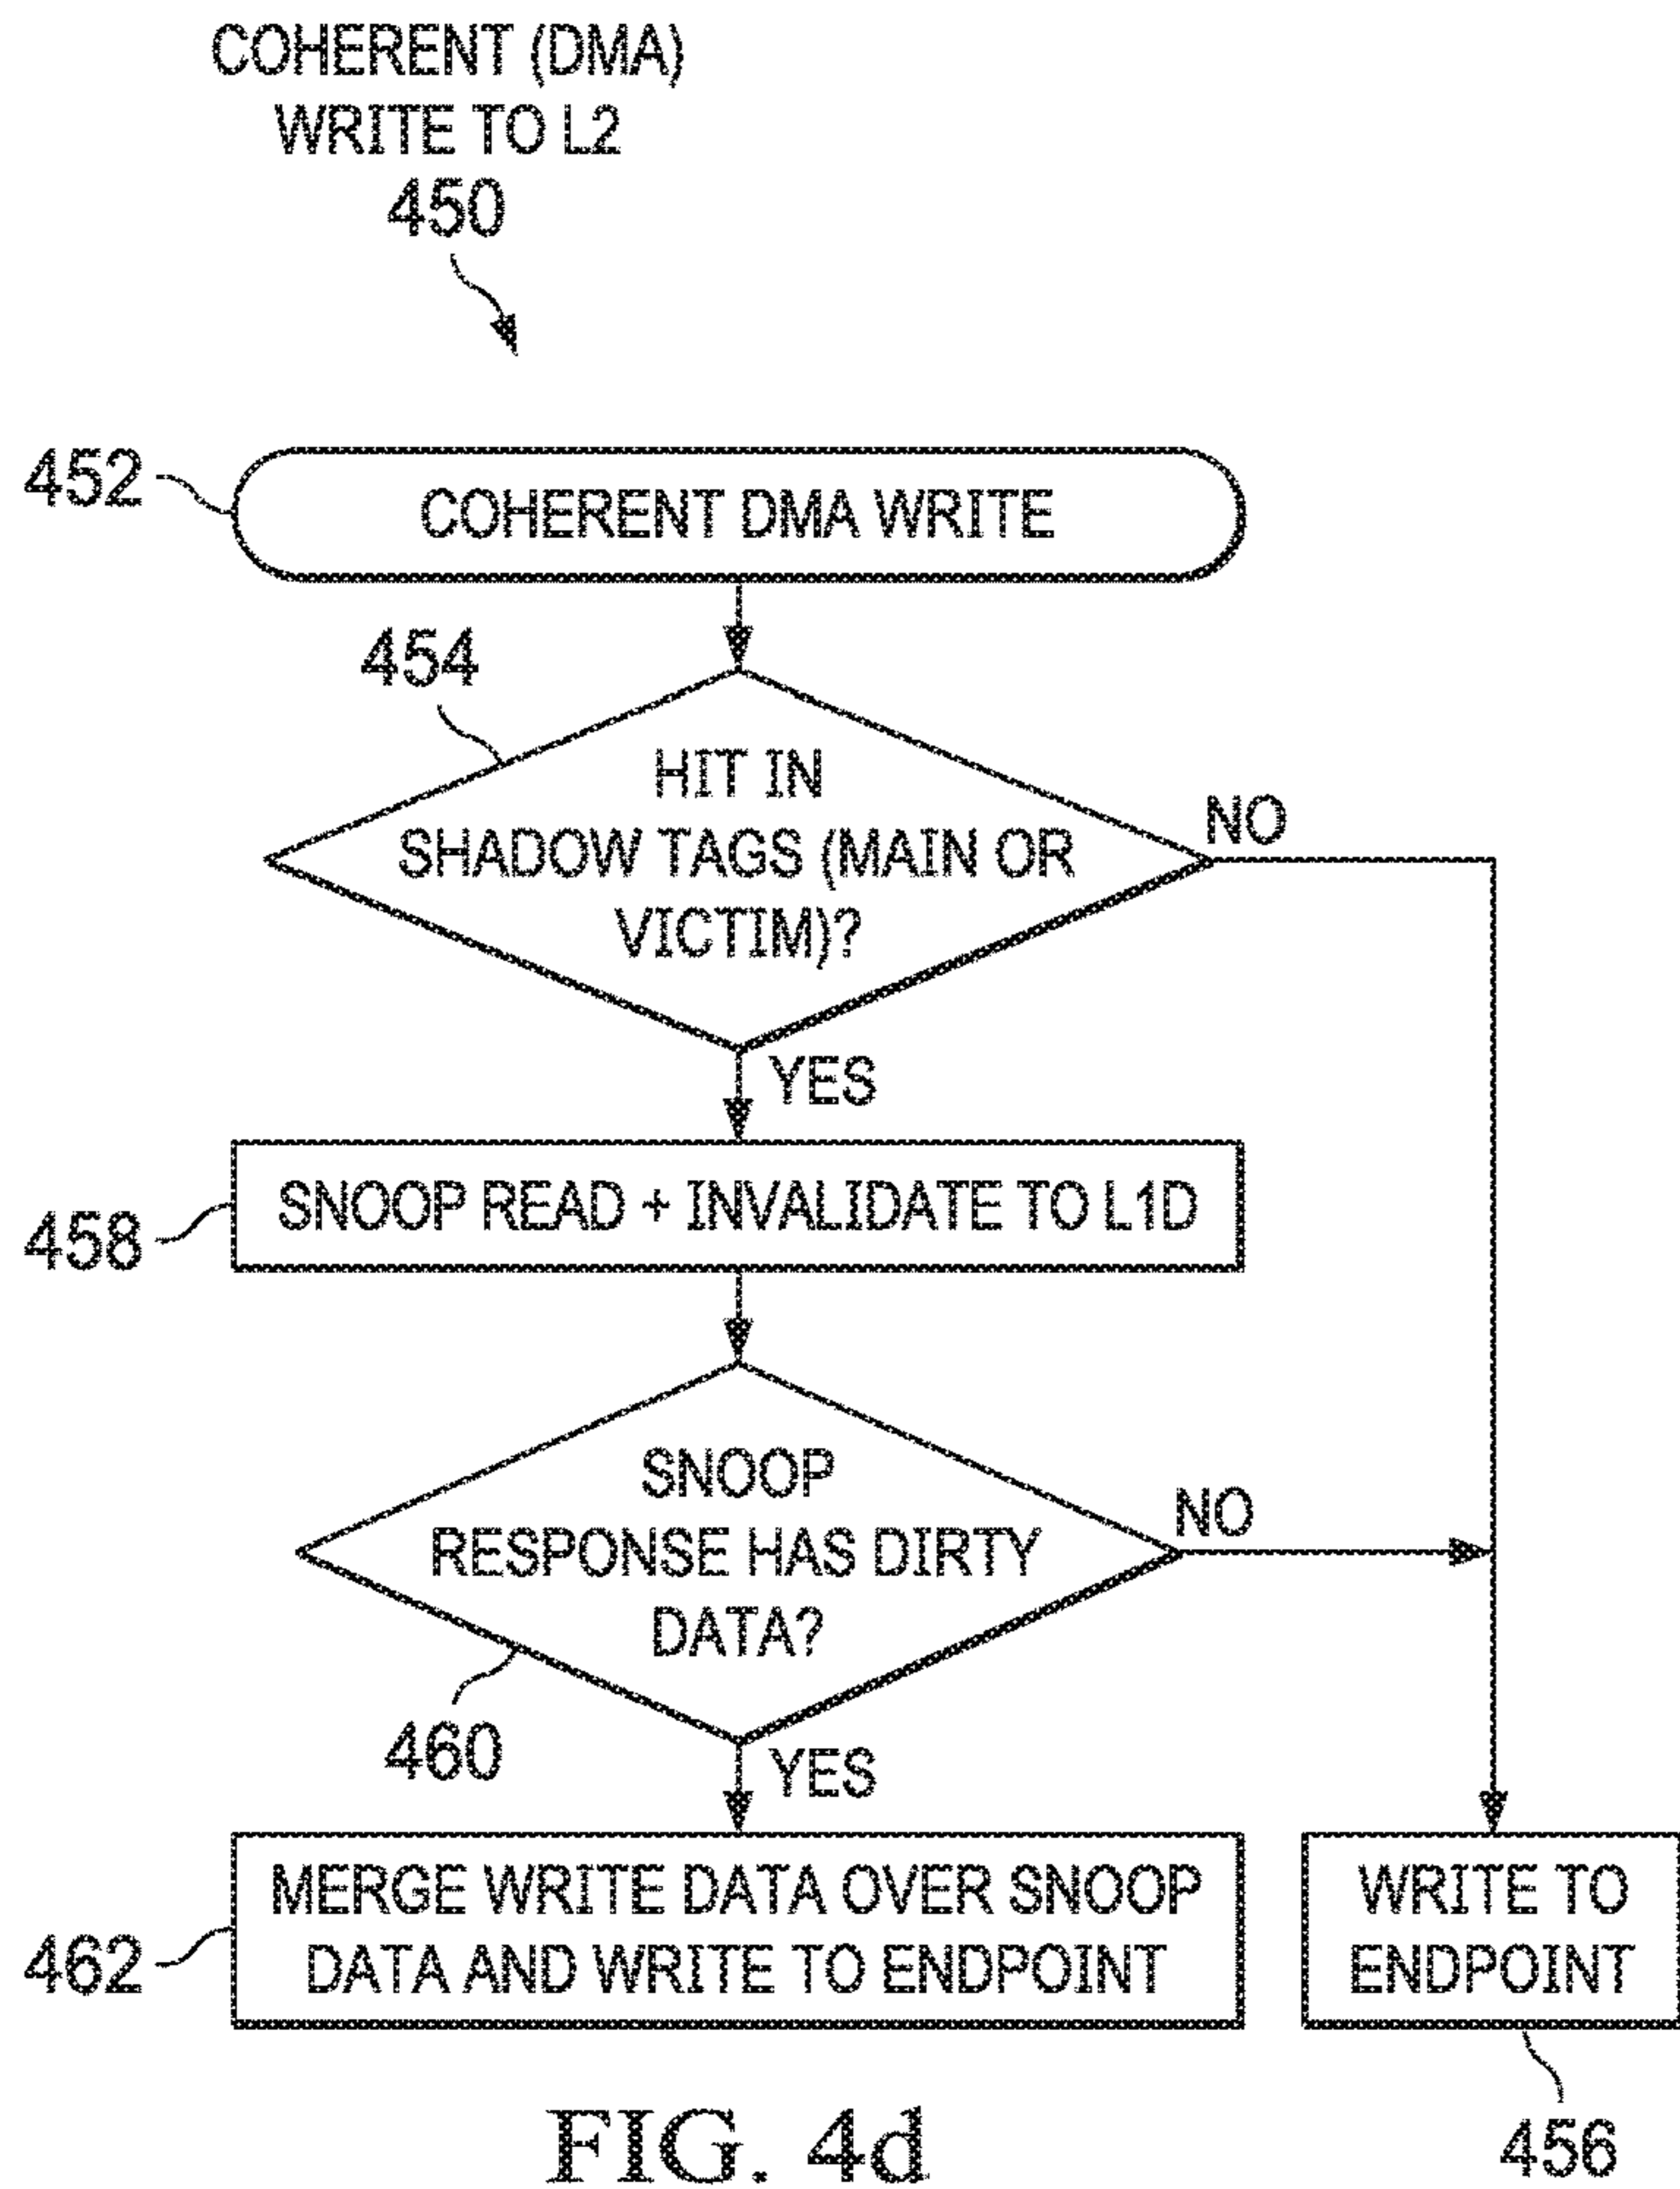 COHERENT (DMA)
WRITE TO L2
450
452
COHERENT DMA WRITE
454
HIT IN
SHADOW TAGS (MAIN OR
VICTIM)?
NO
YES
458
SNOOP READ + INVALIDATE TO L1D
SNOOP
RESPONSE HAS DIRTY
DATA?
NO
460
YES
462
MERGE WRITE DATA OVER SNOOP
DATA AND WRITE TO ENDPOINT
WRITE TO
ENDPOINT
456
FIG. 4d